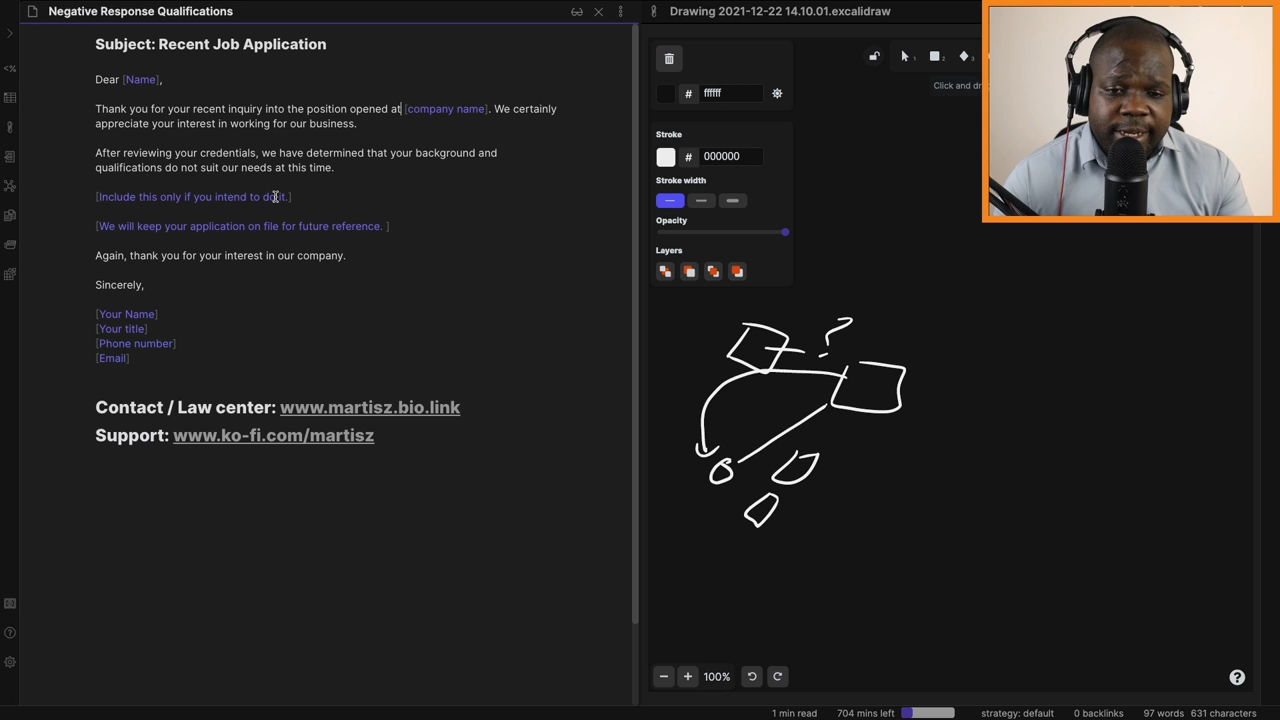 Negative Response Qualifications
Subject: Recent Job Application
Dear [Name],
Thank you for your recent inquiry into the position opened at [company name]. We certainly
appreciate your interest in working for our business.
After reviewing your credentials, we have determined that your background and
qualifications do not suit our needs at this time.
[Include this only if you intend to do it.]
[We will keep your application on file for future reference. ]
Again, thank you for your interest in our company.
Sincerely,
[Your Name]
[Your title]
[Phone number]
[Email]
Contact / Law center: www.martisz.bio.link
Support: www.ko-fi.com/martisz
Drawing 2021-12-22 14.10.01.excalidraw
1 2 3
Click and dr
# ffffff
Stroke
# 000000
Stroke width
Opacity
Layers
?
100%
?
1 min read 704 mins left strategy: default 0 backlinks 97 words 631 characters